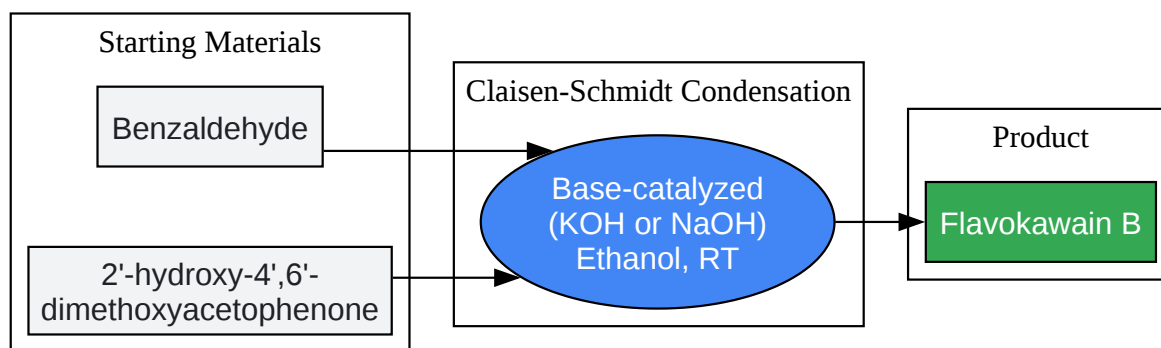 Starting Materials
Benzaldehyde
2'-hydroxy-4',6'-
dimethoxyacetophenone
Claisen-Schmidt Condensation
Base-catalyzed
(KOH or NaOH)
Ethanol, RT
Product
Flavokawain B